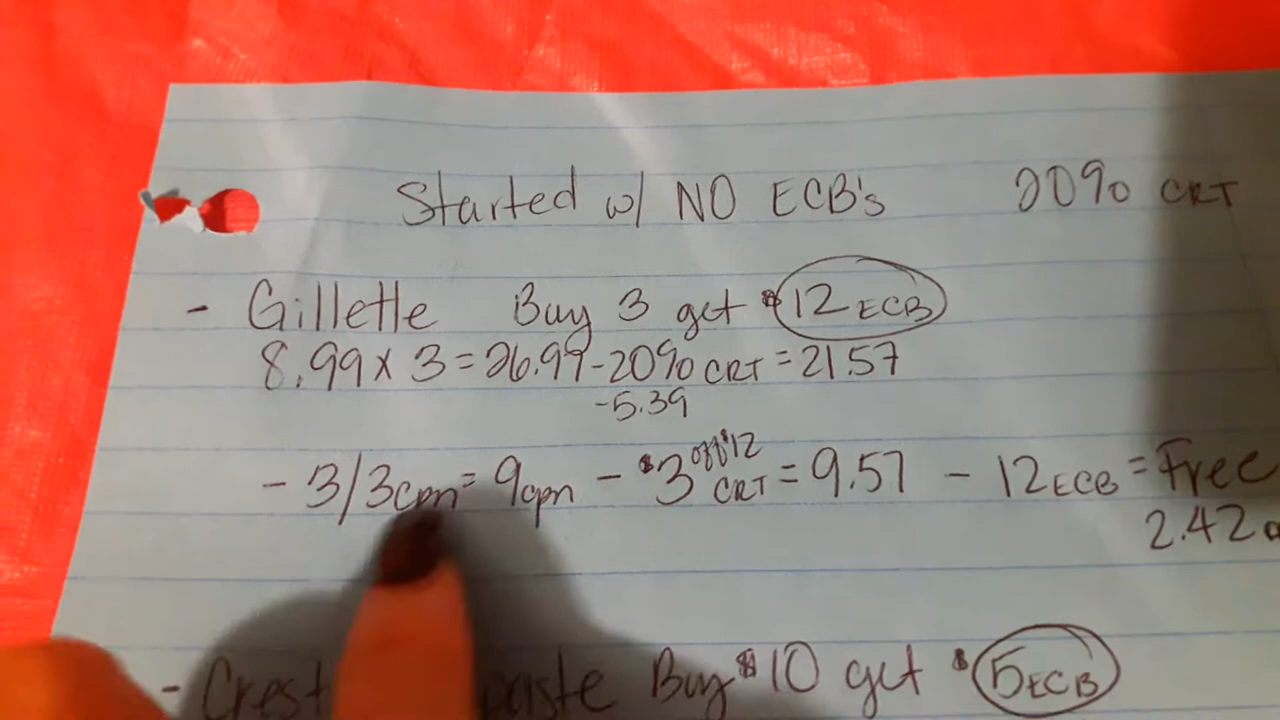 Started w/ NO ECB's 20% CRT
- Gillette Buy 3 get $12 ECB
8.99 x 3 = 26.99 - 20% CRT = 21.57
-5.39
- 3/3cpn = 9cpn - $3 off $12 CRT = 9.57 - 12 ECB = Free
2.42
- Crest Buy $10 get $5 ECB